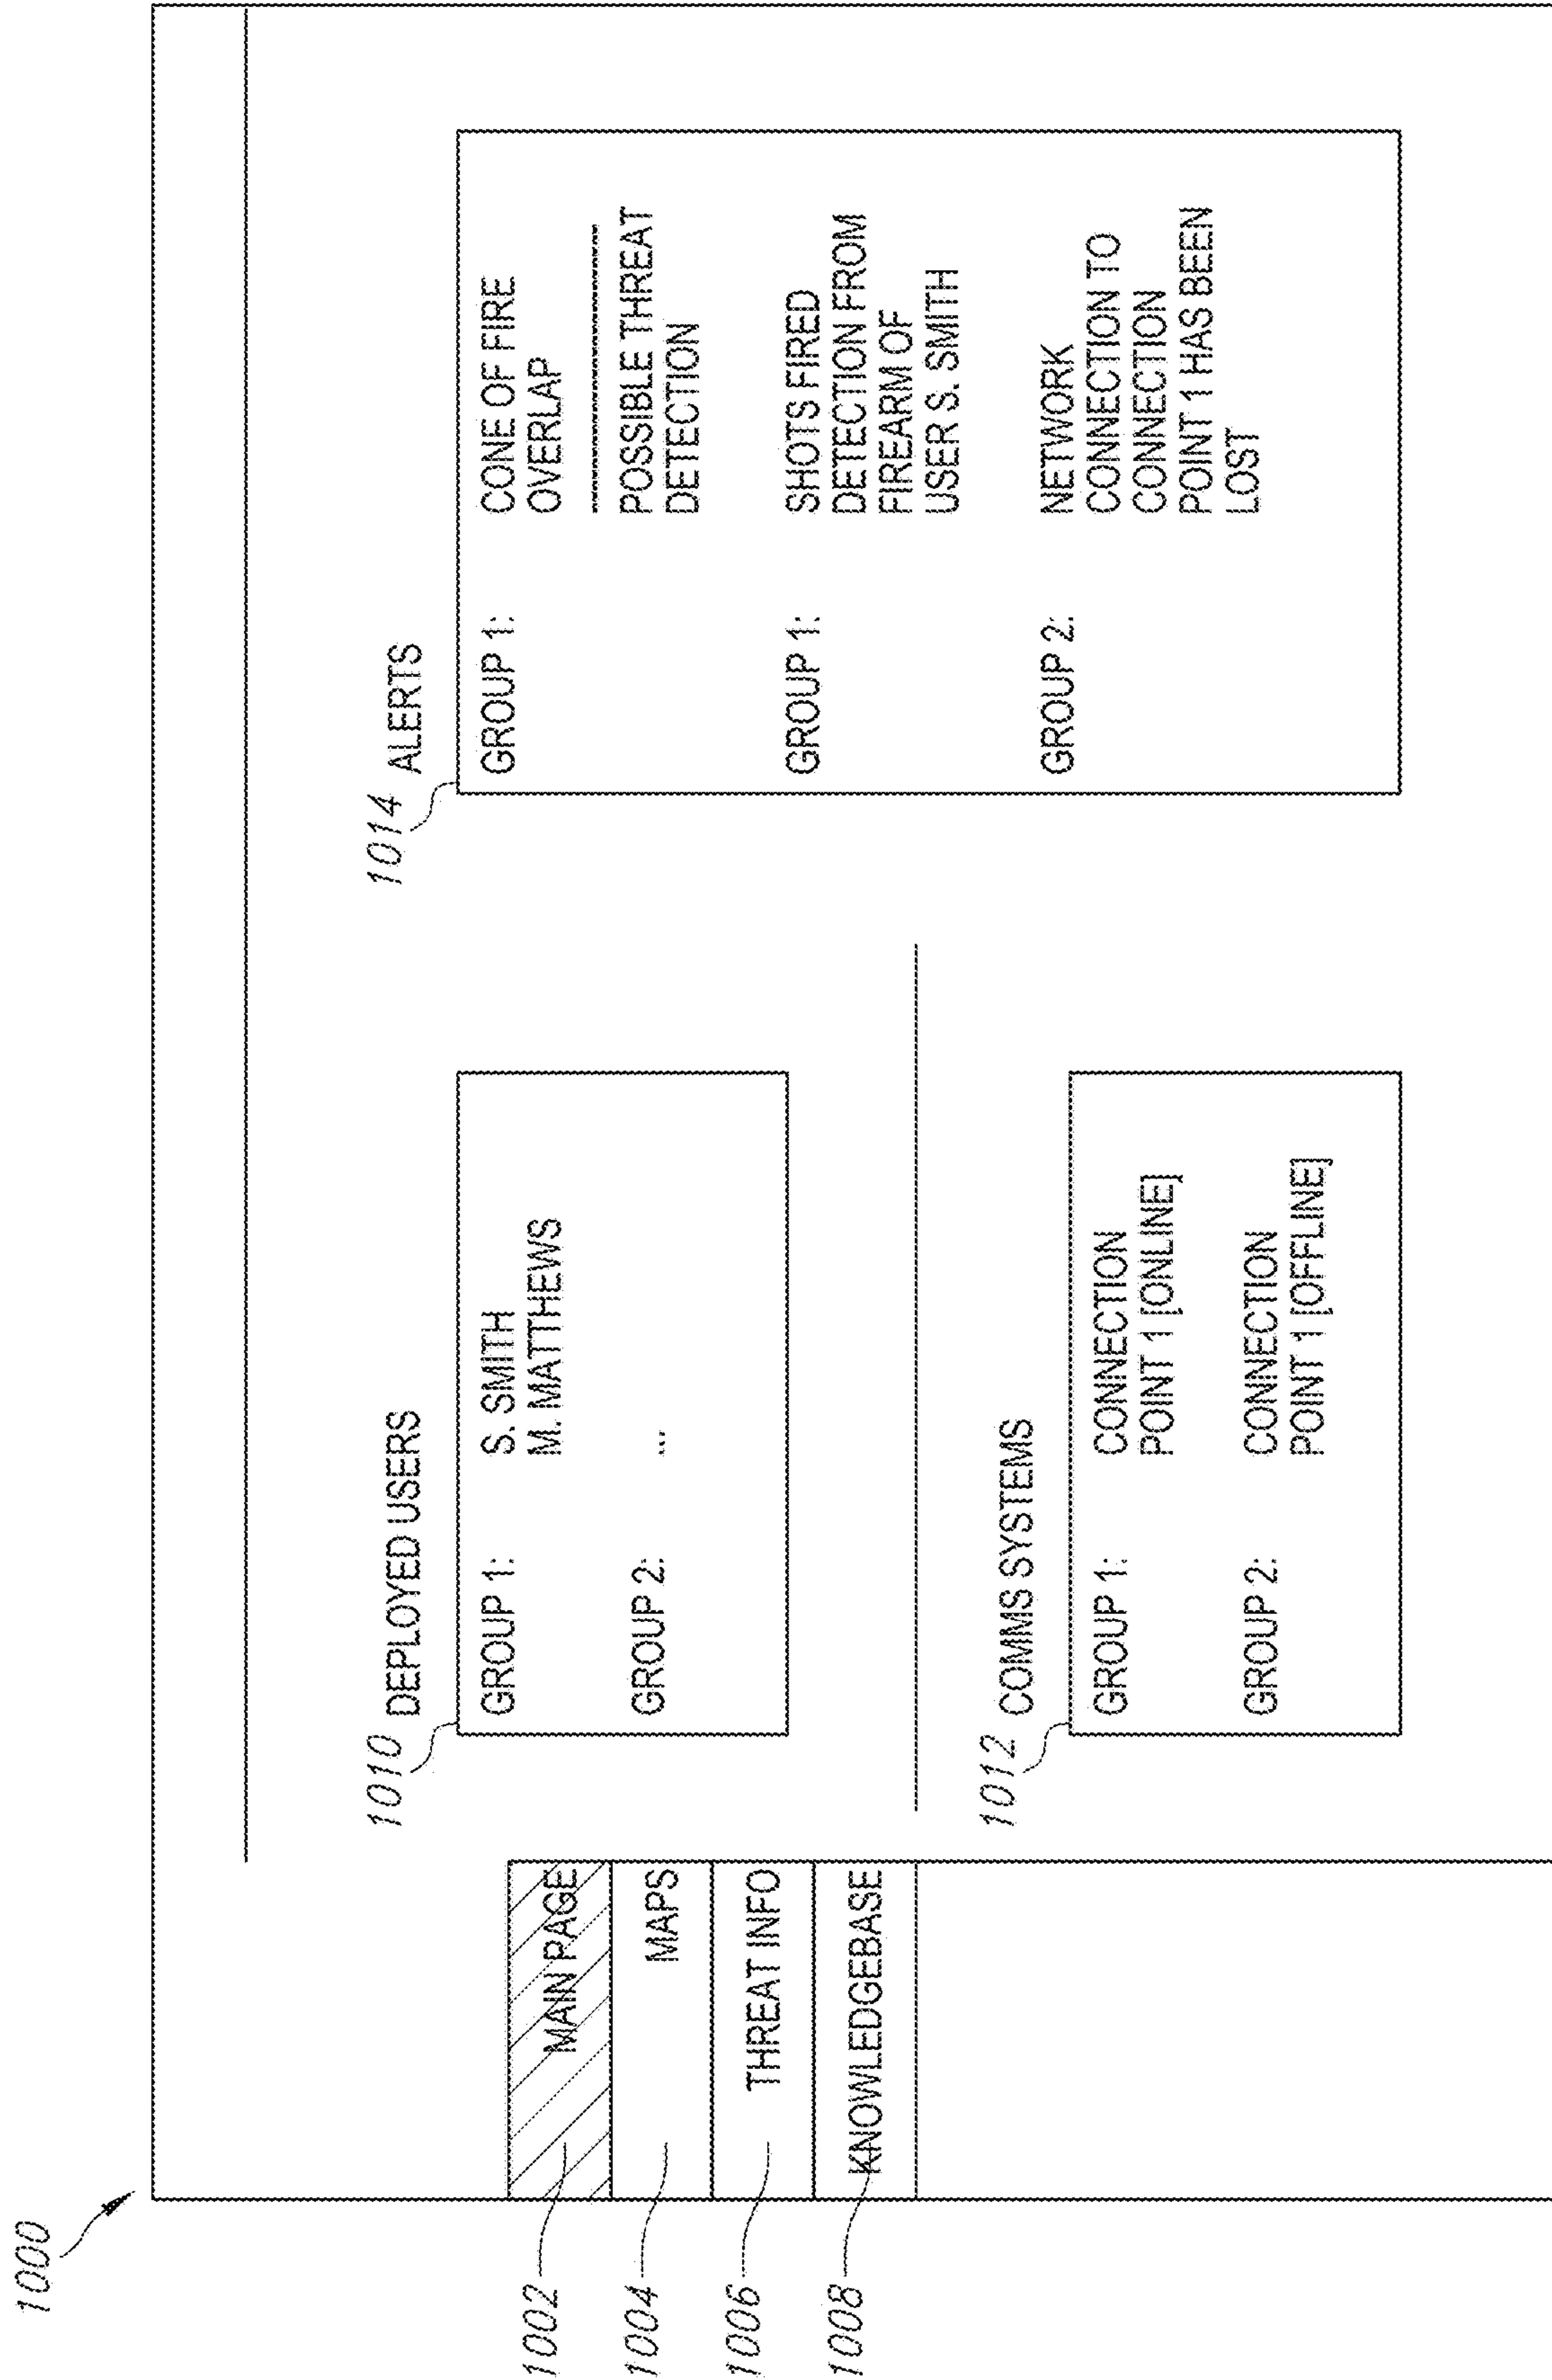 1000
1002
MAIN PAGE
1004
MAPS
1006
THREAT INFO
1008
KNOWLEDGEBASE
1010
DEPLOYED USERS
GROUP 1:
S. SMITH
M. MATTHEWS
GROUP 2:
...
1012
COMMS SYSTEMS
GROUP 1:
CONNECTION
POINT 1 [ONLINE]
GROUP 2:
CONNECTION
POINT 1 [OFFLINE]
1014
ALERTS
GROUP 1:
CONE OF FIRE
OVERLAP
POSSIBLE THREAT
DETECTION
GROUP 1:
SHOTS FIRED
DETECTION FROM
FIREARM OF
USER S. SMITH
GROUP 2:
NETWORK
CONNECTION TO
CONNECTION
POINT 1 HAS BEEN
LOST